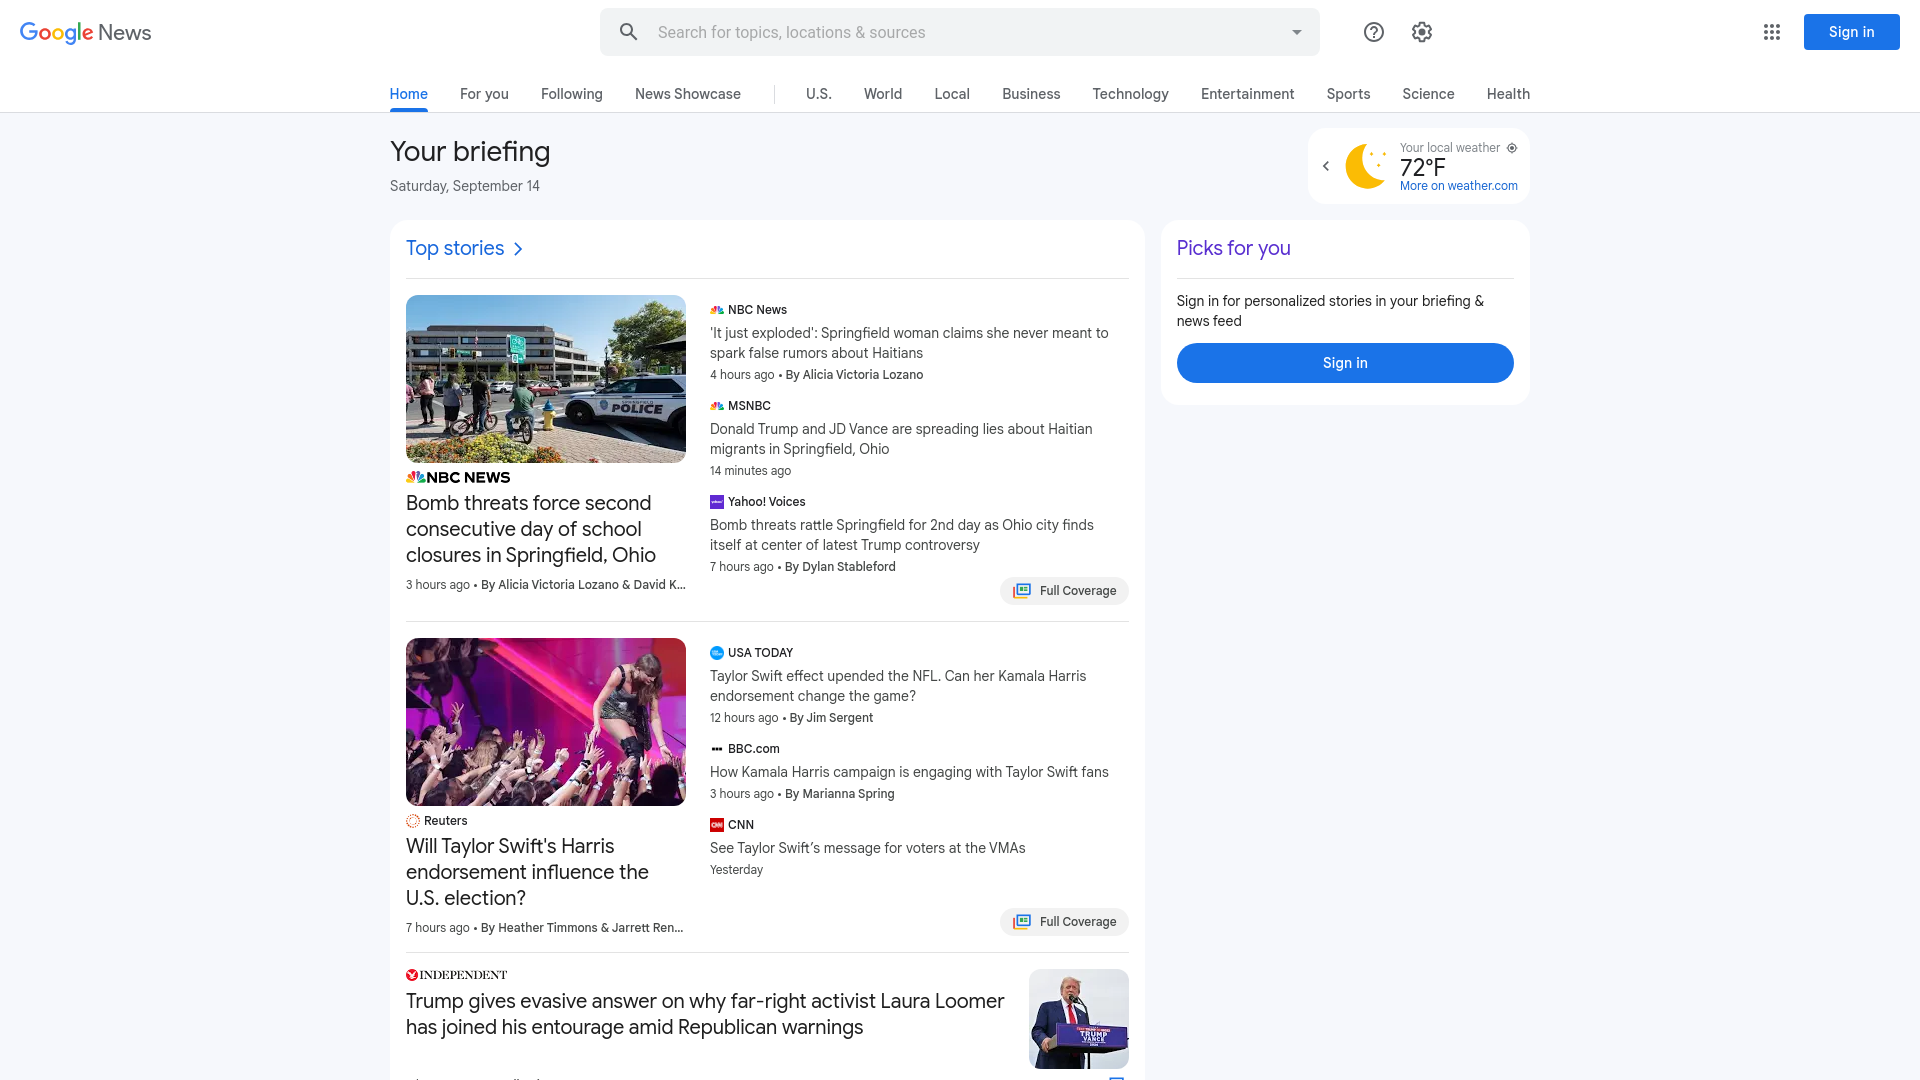 Google News
Search for topics, locations & sources
Sign in
Home
For you
Following
News Showcase
U.S.
World
Local
Business
Technology
Entertainment
Sports
Science
Health
Your briefing
Saturday, September 14
Your local weather
72°F
More on weather.com
Top stories
POLICE
NBC NEWS
Bomb threats force second
consecutive day of school
closures in Springfield, Ohio
3 hours ago • By Alicia Victoria Lozano & David K...
NBC News
'It just exploded': Springfield woman claims she never meant to
spark false rumors about Haitians
4 hours ago • By Alicia Victoria Lozano
MSNBC
Donald Trump and JD Vance are spreading lies about Haitian
migrants in Springfield, Ohio
14 minutes ago
Yahoo! Voices
Bomb threats rattle Springfield for 2nd day as Ohio city finds
itself at center of latest Trump controversy
7 hours ago • By Dylan Stableford
Full Coverage
Reuters
Will Taylor Swift's Harris
endorsement influence the
U.S. election?
7 hours ago • By Heather Timmons & Jarrett Ren...
USA TODAY
Taylor Swift effect upended the NFL. Can her Kamala Harris
endorsement change the game?
12 hours ago • By Jim Sergent
BBC.com
How Kamala Harris campaign is engaging with Taylor Swift fans
3 hours ago • By Marianna Spring
CNN
See Taylor Swift’s message for voters at the VMAs
Yesterday
Full Coverage
INDEPENDENT
Trump gives evasive answer on why far-right activist Laura Loomer
has joined his entourage amid Republican warnings
TRUMP
VANCE
Picks for you
Sign in for personalized stories in your briefing &
news feed
Sign in